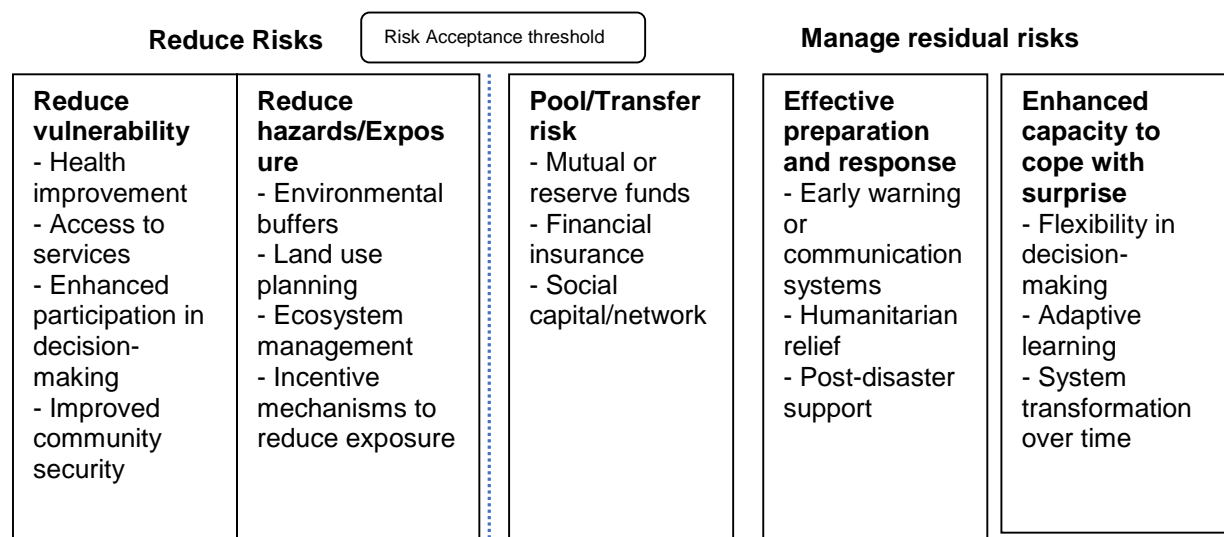 Reduce Risks
Risk Acceptance threshold
Manage residual risks
Reduce
vulnerability
- Health
improvement
- Access to
services
- Enhanced
participation in
decision-
making
- Improved
community
security
Reduce
hazards/Expos
ure
- Environmental
buffers
- Land use
planning
- Ecosystem
management
- Incentive
mechanisms to
reduce exposure
Pool/Transfer
risk
- Mutual or
reserve funds
- Financial
insurance
- Social
capital/network
Effective
preparation
and response
- Early warning
or
communication
systems
- Humanitarian
relief
- Post-disaster
support
Enhanced
capacity to
cope with
surprise
- Flexibility in
decision-
making
- Adaptive
learning
- System
transformation
over time